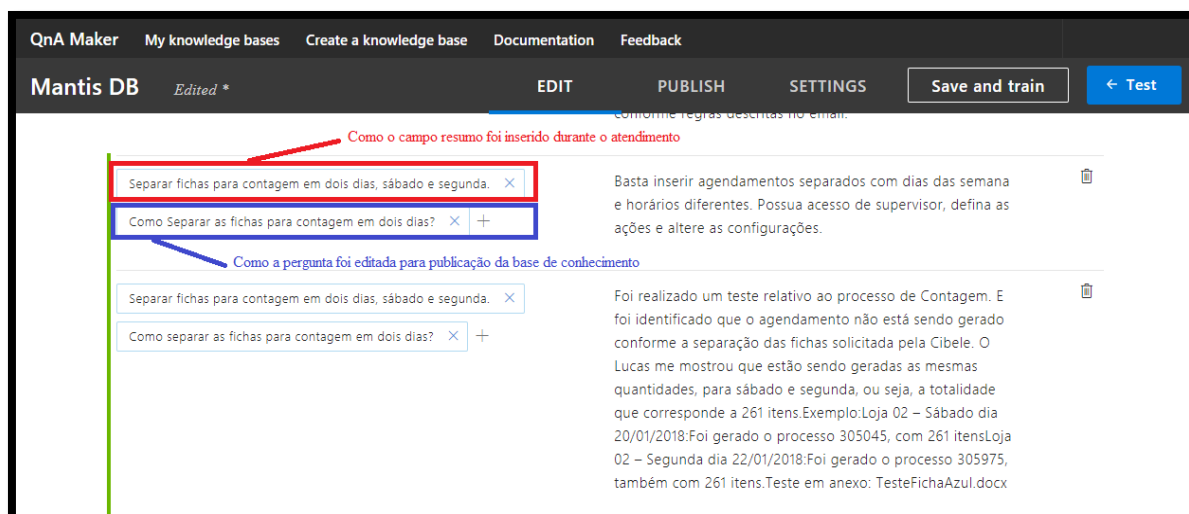 QnA Maker My knowledge bases Create a knowledge base Documentation Feedback
Mantis DB Edited * EDIT PUBLISH SETTINGS Save and train ← Test
conforme regras descritas no email.
Como o campo resumo foi inserido durante o atendimento
Separar fichas para contagem em dois dias, sábado e segunda. ×
Como Separar as fichas para contagem em dois dias? × +
Basta inserir agendamentos separados com dias das semana
e horários diferentes. Possua acesso de supervisor, defina as
ações e altere as configurações.
Como a pergunta foi editada para publicação da base de conhecimento
Separar fichas para contagem em dois dias, sábado e segunda. ×
Como separar as fichas para contagem em dois dias? × +
Foi realizado um teste relativo ao processo de Contagem. E
foi identificado que o agendamento não está sendo gerado
conforme a separação das fichas solicitada pela Cibele. O
Lucas me mostrou que estão sendo geradas as mesmas
quantidades, para sábado e segunda, ou seja, a totalidade
que corresponde a 261 itens.Exemplo:Loja 02 – Sábado dia
20/01/2018:Foi gerado o processo 305045, com 261 itensLoja
02 – Segunda dia 22/01/2018:Foi gerado o processo 305975,
também com 261 itens.Teste em anexo: TesteFichaAzul.docx